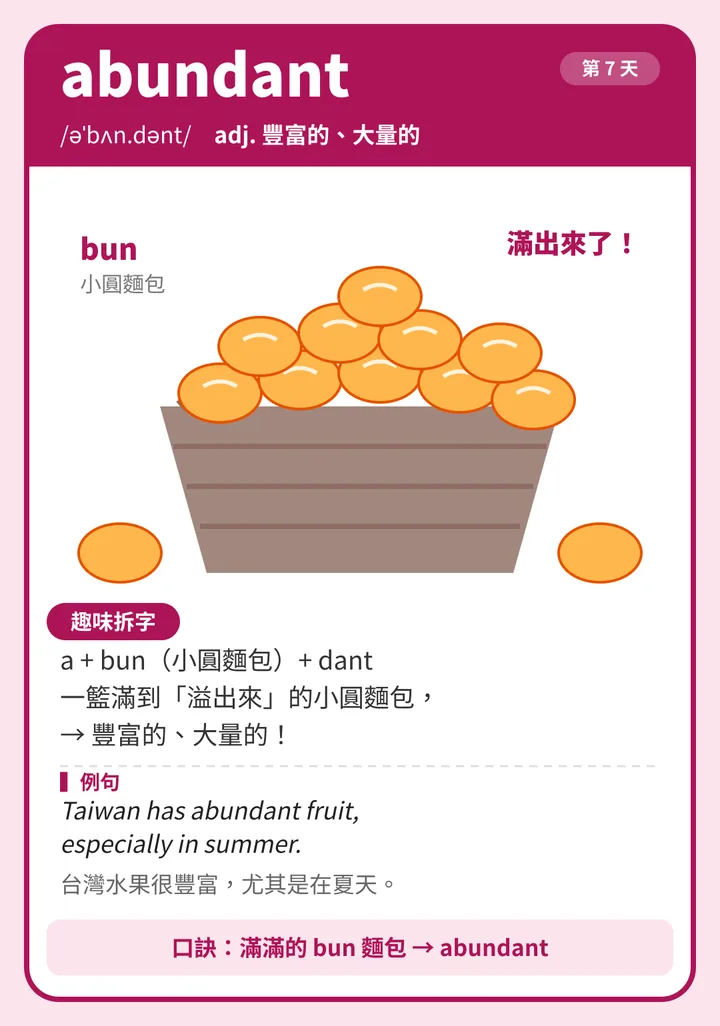 abundant
第 7 天
/əˈbʌn.dənt/ adj. 豐富的、大量的
bun
小圓麵包
滿出來了！
趣味拆字
a + bun（小圓麵包）+ dant
一籃滿到「溢出來」的小圓麵包，
→ 豐富的、大量的！
例句
Taiwan has abundant fruit,
especially in summer.
台灣水果很豐富，尤其是在夏天。
口訣：滿滿的 bun 麵包 → abundant